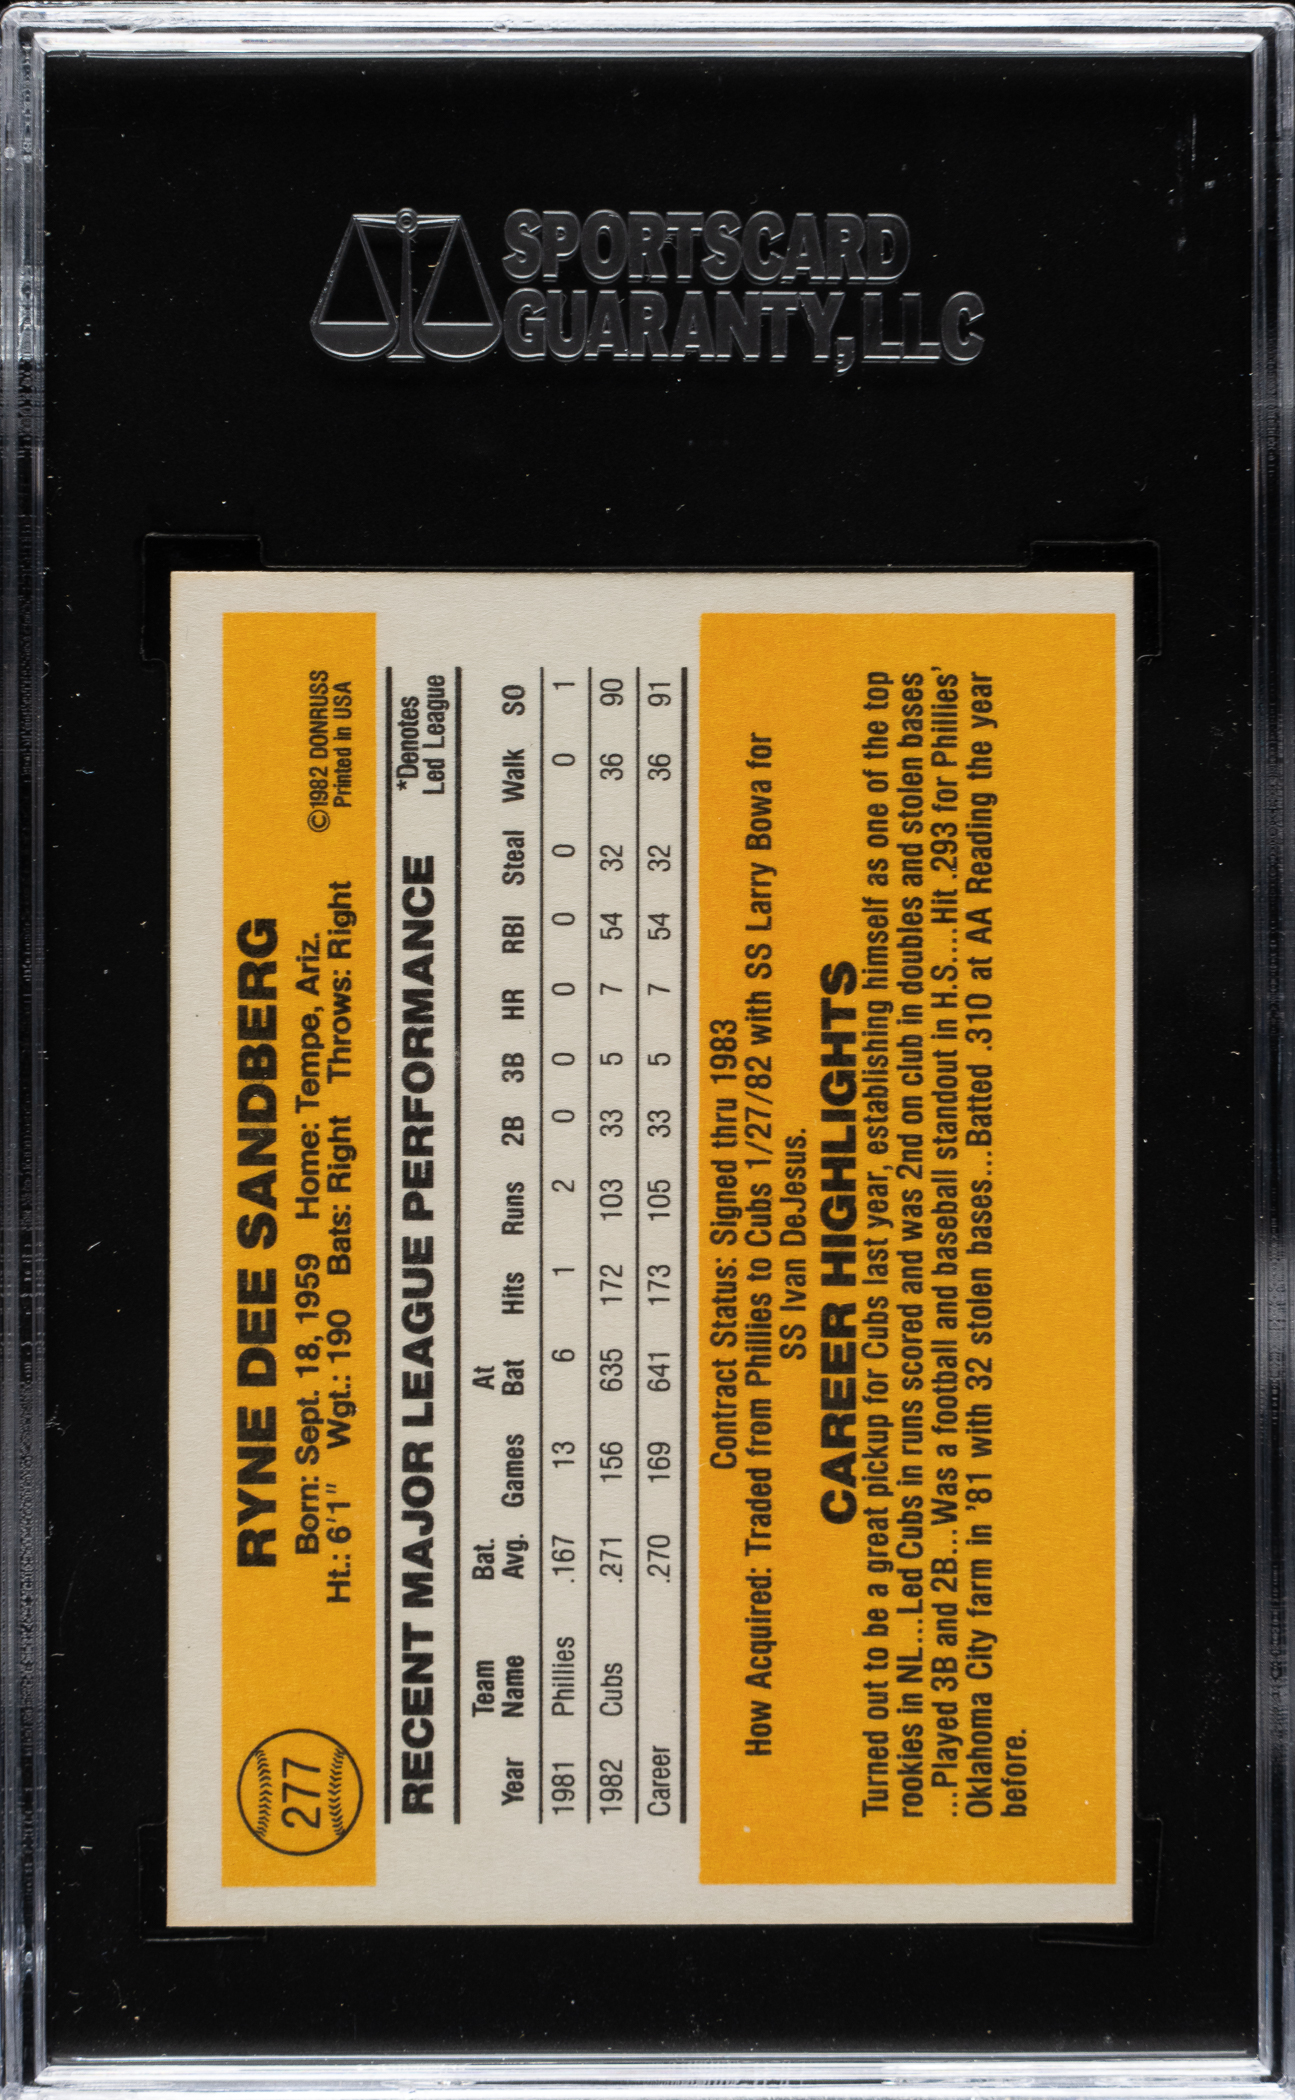 SPORTSCARD
GUARANTY, LLC
277
RYNE DEE SANDBERG
©1982 DONRUSS
Printed in USA
Born: Sept. 18, 1959 Home: Tempe, Ariz.
Ht.: 6'1" Wgt.: 190 Bats: Right Throws: Right
RECENT MAJOR LEAGUE PERFORMANCE
*Denotes
Led League
Year Team Name Bat. Avg. Games At Bat Hits Runs 2B 3B HR RBI Steal Walk SO
1981 Phillies .167 13 6 1 2 0 0 0 0 0 0 1
1982 Cubs .271 156 635 172 103 33 5 7 54 32 36 90
Career .270 169 641 173 105 33 5 7 54 32 36 91
Contract Status: Signed thru 1983
How Acquired: Traded from Phillies to Cubs 1/27/82 with SS Larry Bowa for
SS Ivan DeJesus.
CAREER HIGHLIGHTS
Turned out to be a great pickup for Cubs last year, establishing himself as one of the top
rookies in NL...Led Cubs in runs scored and was 2nd on club in doubles and stolen bases
...Played 3B and 2B...Was a football and baseball standout in H.S....Hit .293 for Phillies'
Oklahoma City farm in '81 with 32 stolen bases...Batted .310 at AA Reading the year
before.